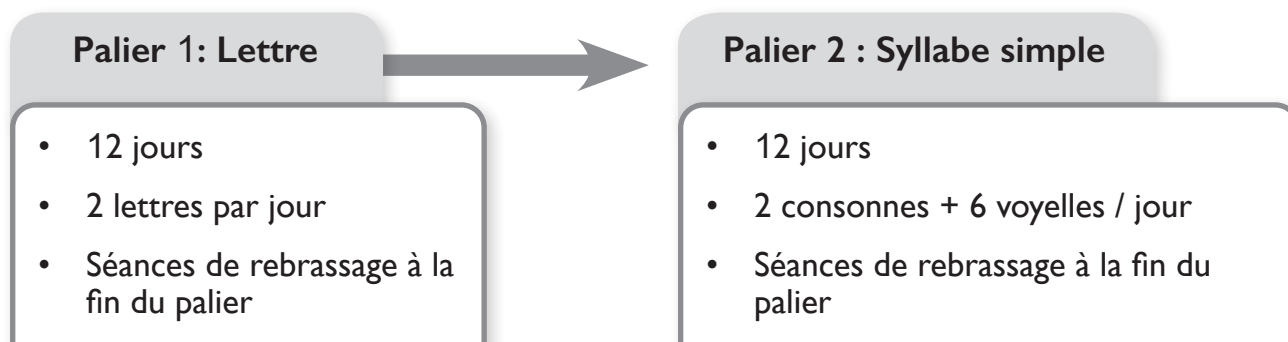 Palier 1: Lettre
• 12 jours
• 2 lettres par jour
• Séances de rebrassage à la
fin du palier
Palier 2 : Syllabe simple
• 12 jours
• 2 consonnes + 6 voyelles / jour
• Séances de rebrassage à la fin du
palier